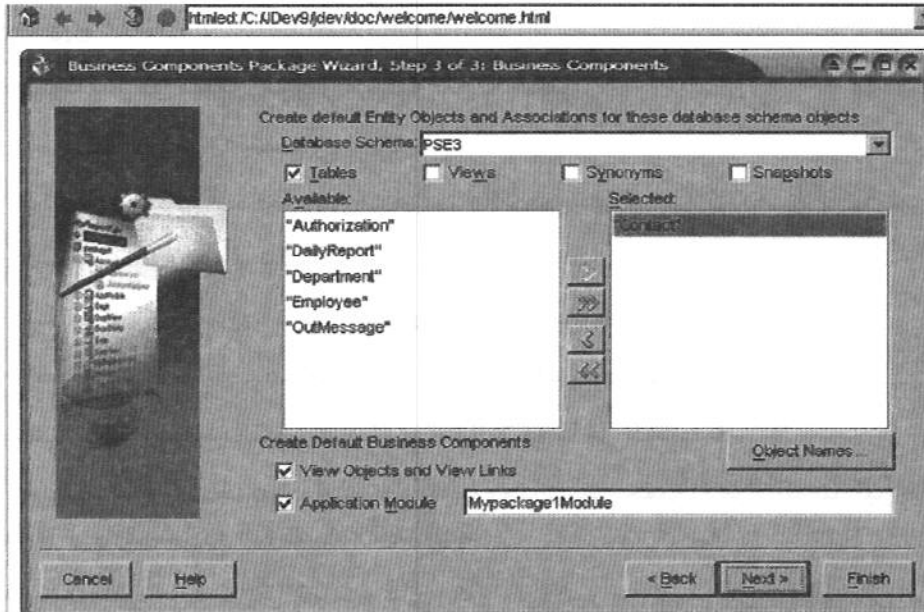 htmled:/C:/JDev9/jdev/doc/welcome/welcome.html
Business Components Package Wizard, Step 3 of 3: Business Components
Create default Entity Objects and Associations for these database schema objects
Database Schema: PSE3
Tables Views Synonyms Snapshots
Available: Selected:
"Authorization" "Contact"
"DailyReport"
"Department"
"Employee"
"OutMessage"
Create Default Business Components
Object Names ...
View Objects and View Links
Application Module Mypackage1Module
Cancel Help < Back Next > Finish